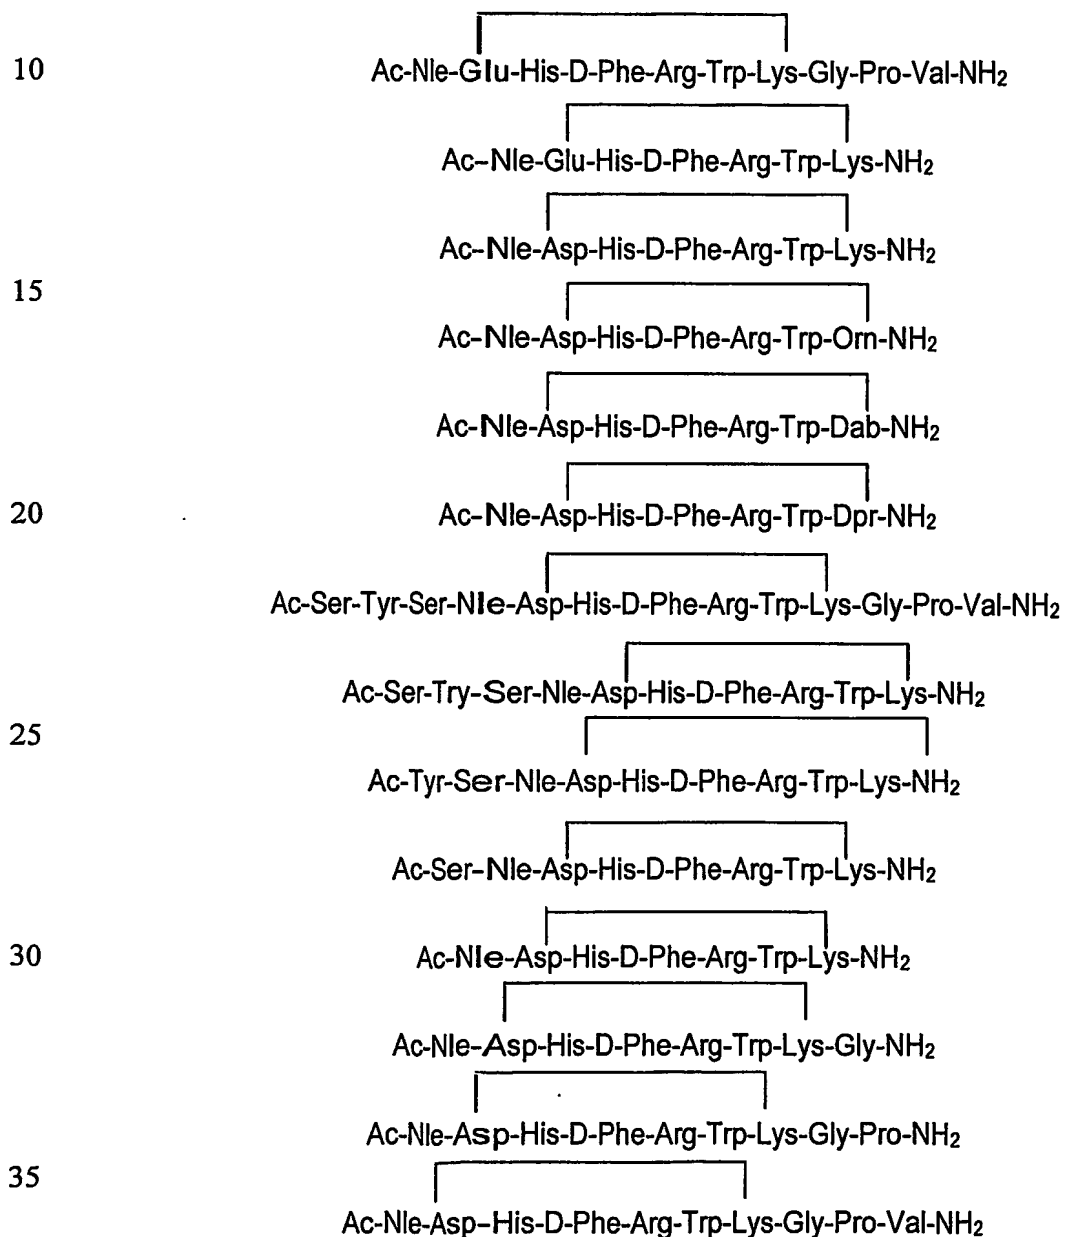 10 Ac-Nle-Glu-His-D-Phe-Arg-Trp-Lys-Gly-Pro-Val-NH2
Ac-Nle-Glu-His-D-Phe-Arg-Trp-Lys-NH2
Ac-Nle-Asp-His-D-Phe-Arg-Trp-Lys-NH2
15
Ac-Nle-Asp-His-D-Phe-Arg-Trp-Orn-NH2
Ac-Nle-Asp-His-D-Phe-Arg-Trp-Dab-NH2
20 Ac-Nle-Asp-His-D-Phe-Arg-Trp-Dpr-NH2
Ac-Ser-Tyr-Ser-Nle-Asp-His-D-Phe-Arg-Trp-Lys-Gly-Pro-Val-NH2
Ac-Ser-Try-Ser-Nle-Asp-His-D-Phe-Arg-Trp-Lys-NH2
25
Ac-Tyr-Ser-Nle-Asp-His-D-Phe-Arg-Trp-Lys-NH2
Ac-Ser-Nle-Asp-His-D-Phe-Arg-Trp-Lys-NH2
30 Ac-Nle-Asp-His-D-Phe-Arg-Trp-Lys-NH2
Ac-Nle-Asp-His-D-Phe-Arg-Trp-Lys-Gly-NH2
Ac-Nle-Asp-His-D-Phe-Arg-Trp-Lys-Gly-Pro-NH2
35
Ac-Nle-Asp-His-D-Phe-Arg-Trp-Lys-Gly-Pro-Val-NH2